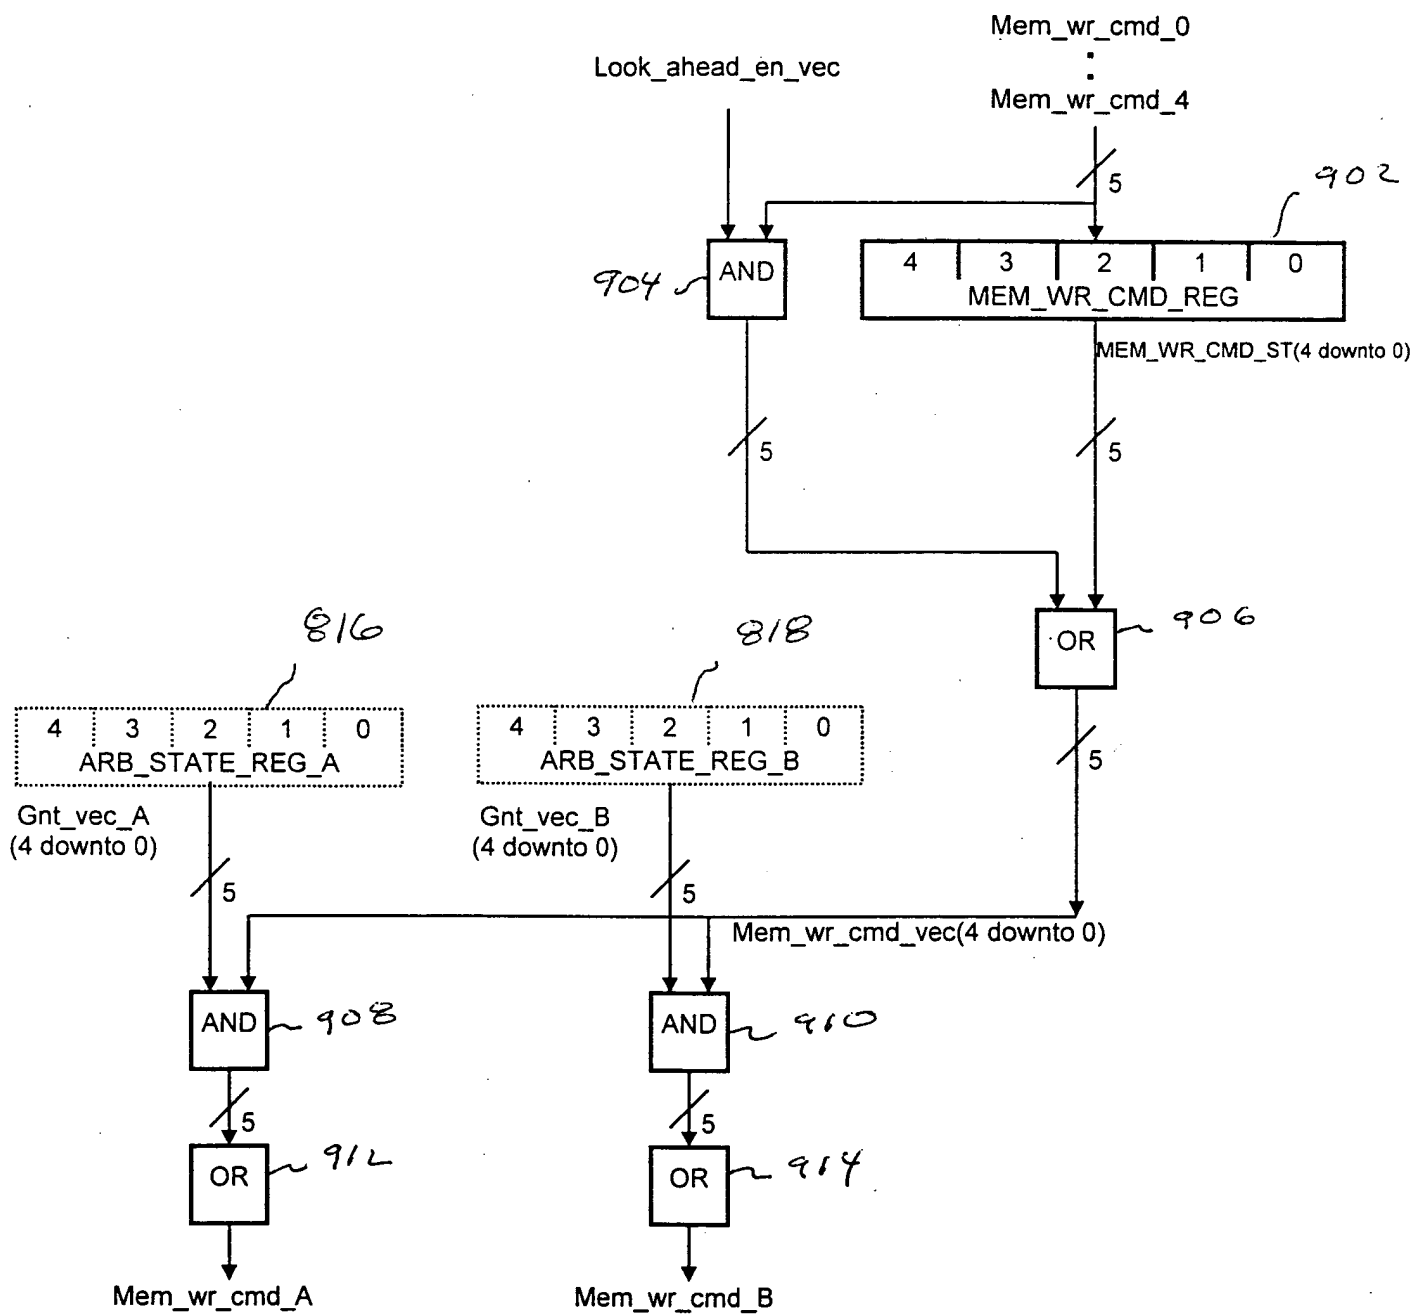 Mem_wr_cmd_0
:
Look_ahead_en_vec
Mem_wr_cmd_4
5
902
904
AND
4 3 2 1 0
MEM_WR_CMD_REG
MEM_WR_CMD_ST(4 downto 0)
5
5
816
818
OR
906
4 3 2 1 0
ARB_STATE_REG_A
4 3 2 1 0
ARB_STATE_REG_B
5
Gnt_vec_A
(4 downto 0)
Gnt_vec_B
(4 downto 0)
5
5
Mem_wr_cmd_vec(4 downto 0)
AND
908
AND
910
5
5
OR
912
OR
914
Mem_wr_cmd_A
Mem_wr_cmd_B